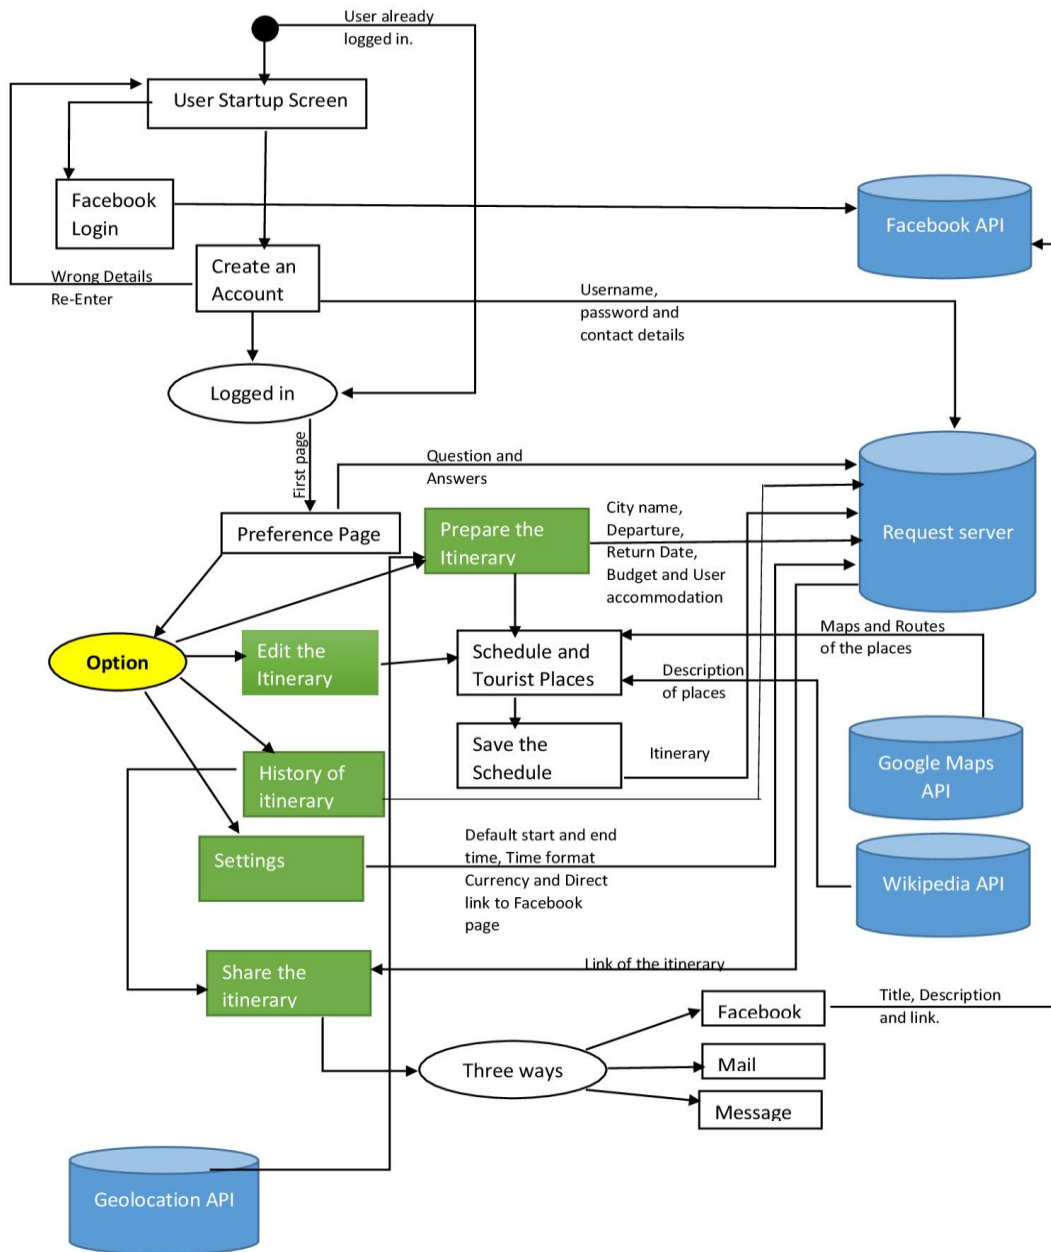 User already
logged in.
User Startup Screen
Facebook
Login
Facebook API
Create an
Account
Wrong Details
Re-Enter
Username,
password and
contact details
Logged in
First page
Question and
Answers
Preference Page
Prepare the
Itinerary
City name,
Departure,
Return Date,
Budget and User
accommodation
Request server
Option
Edit the
Itinerary
Schedule and
Tourist Places
Maps and Routes
of the places
Description
of places
Save the
Schedule
Itinerary
History of
itinerary
Google Maps
API
Settings
Default start and end
time, Time format
Currency and Direct
link to Facebook
page
Wikipedia API
Share the
itinerary
Link of the itinerary
Facebook
Title, Description
and link.
Three ways
Mail
Message
Geolocation API